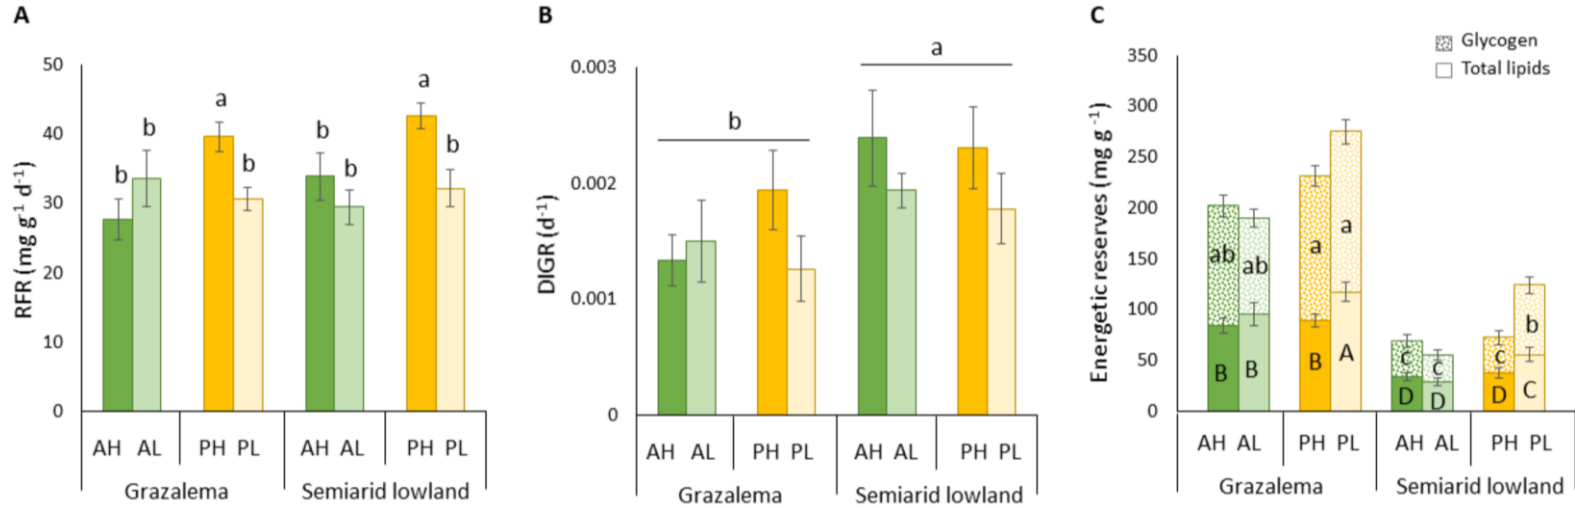 A
RFR (mg g⁻¹ d⁻¹)
50
40
30
20
10
0
b
b
a
b
b
b
a
b
AH AL PH PL AH AL PH PL
Grazalema Semiarid lowland
B
DIGR (d⁻¹)
0.003
0.002
0.001
0
b
a
AH AL PH PL AH AL PH PL
Grazalema Semiarid lowland
C
Glycogen
Total lipids
Energetic reserves (mg g⁻¹)
350
300
250
200
150
100
50
0
ab ab a a c c c b
B B B A D D D C
AH AL PH PL AH AL PH PL
Grazalema Semiarid lowland